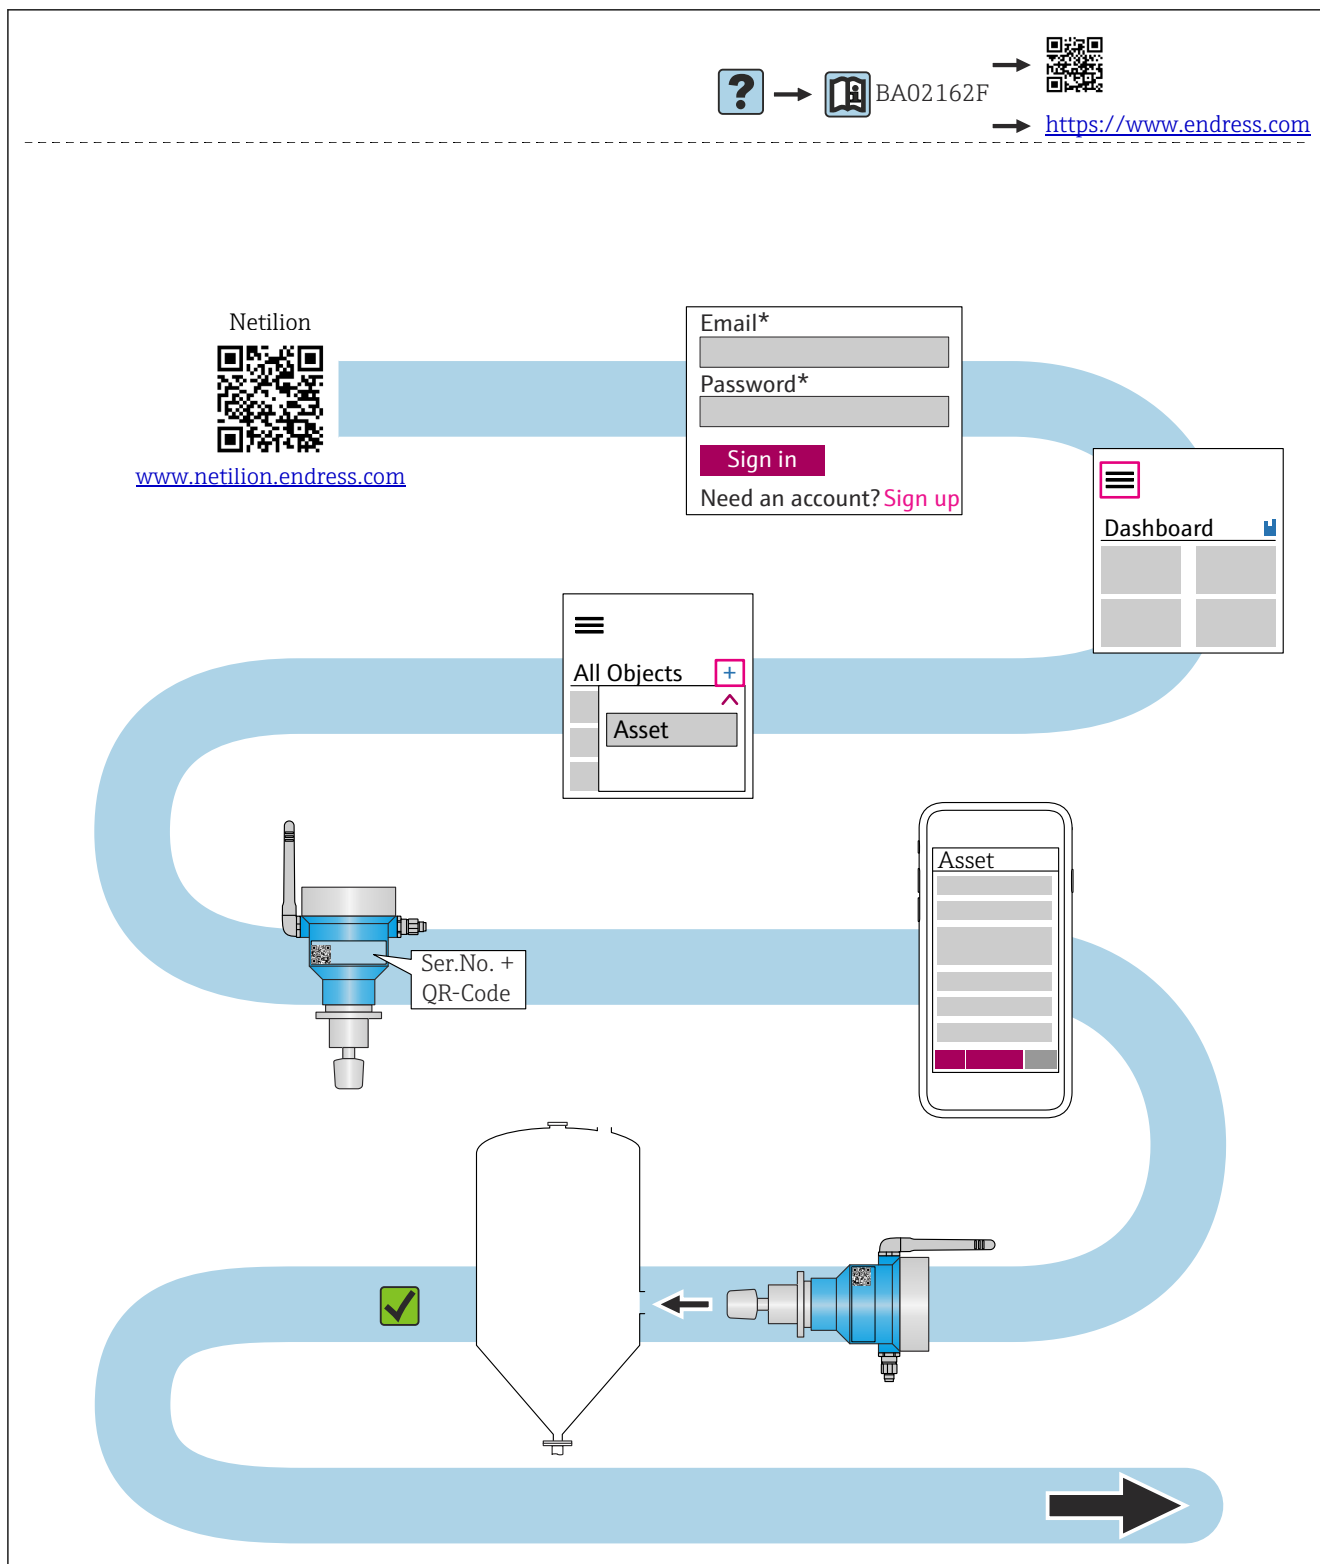 BA02162F
https://www.endress.com
Netilion
www.netilion.endress.com
Email*
Password*
Sign in
Need an account? Sign up
Dashboard
All Objects
+
Asset
Ser.No. +
QR-Code
Asset